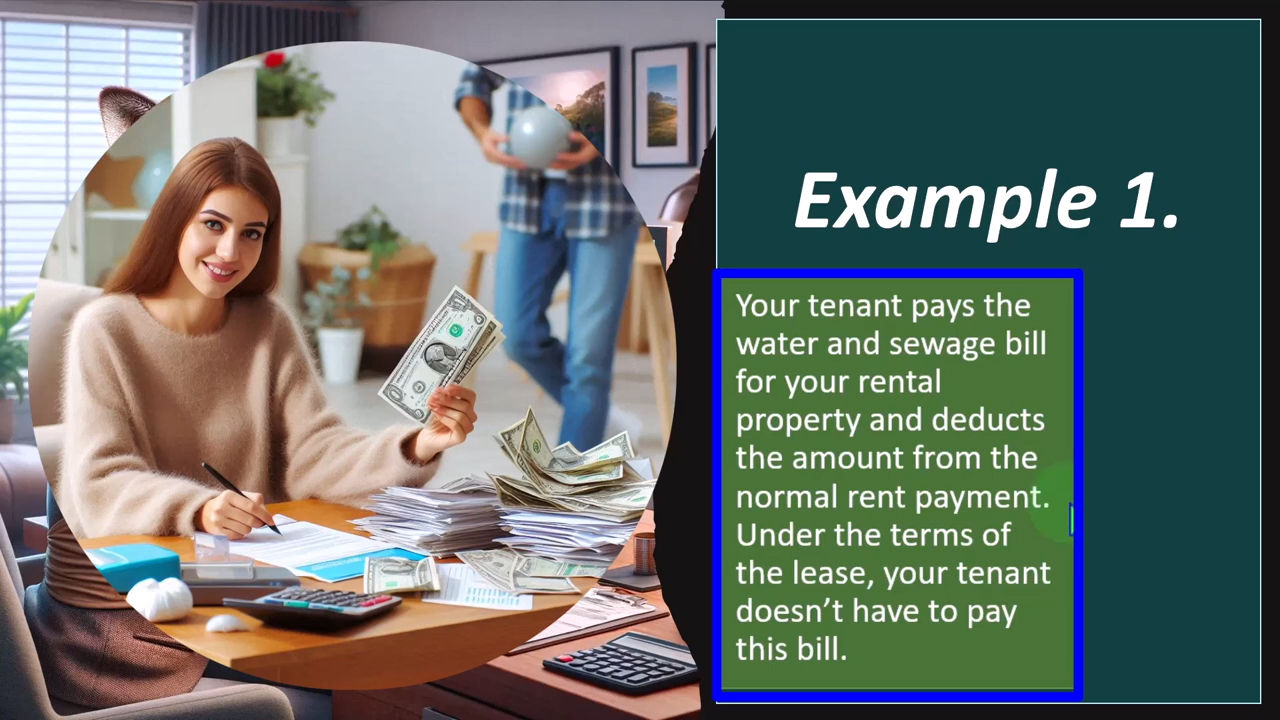 Example 1.
Your tenant pays the
water and sewage bill
for your rental
property and deducts
the amount from the
normal rent payment.
Under the terms of
the lease, your tenant
doesn’t have to pay
this bill.